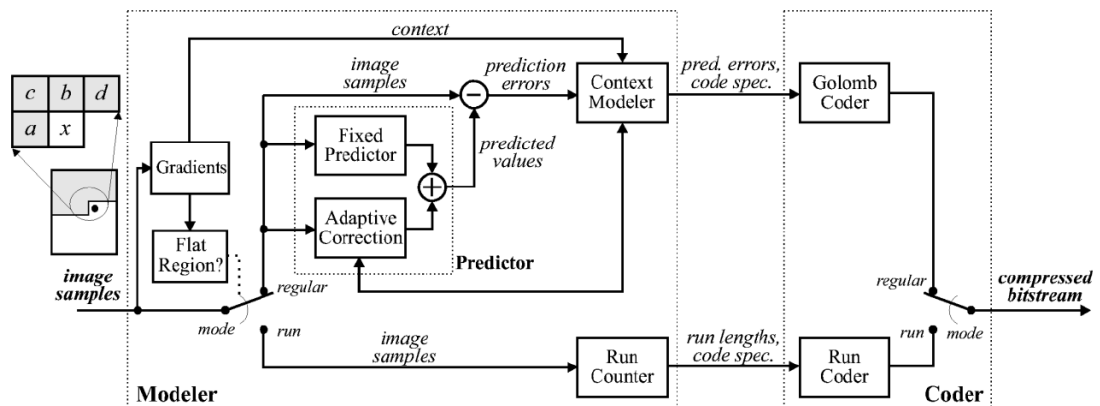 context
image
samples
prediction
errors
pred. errors,
code spec.
c b d
a x
Gradients
Flat
Region?
Fixed
Predictor
Adaptive
Correction
−
+
predicted
values
Predictor
Context
Modeler
Golomb
Coder
image
samples
regular
mode
run
image
samples
Run
Counter
run lengths,
code spec.
Run
Coder
regular
run
mode
compressed
bitstream
Modeler
Coder